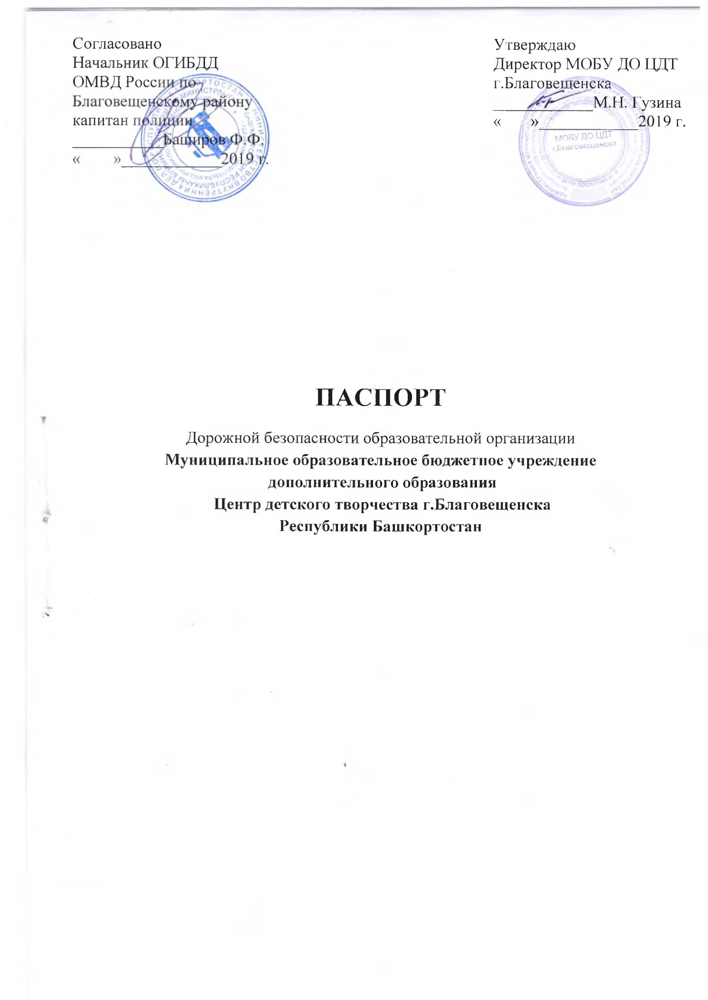 Согласовано
Начальник ОГИБДД
ОМВД России по
Благовещенскому району
капитан полиции
____________Баширов Ф.Ф.
« »_____________2019 г.
Утверждаю
Директор МОБУ ДО ЦДТ
г.Благовещенска
_____________М.Н. Гузина
« »_____________2019 г.
МОБУ ДО ЦДТ
г.Благовещенска
ПАСПОРТ
Дорожной безопасности образовательной организации
Муниципальное образовательное бюджетное учреждение
дополнительного образования
Центр детского творчества г.Благовещенска
Республики Башкортостан